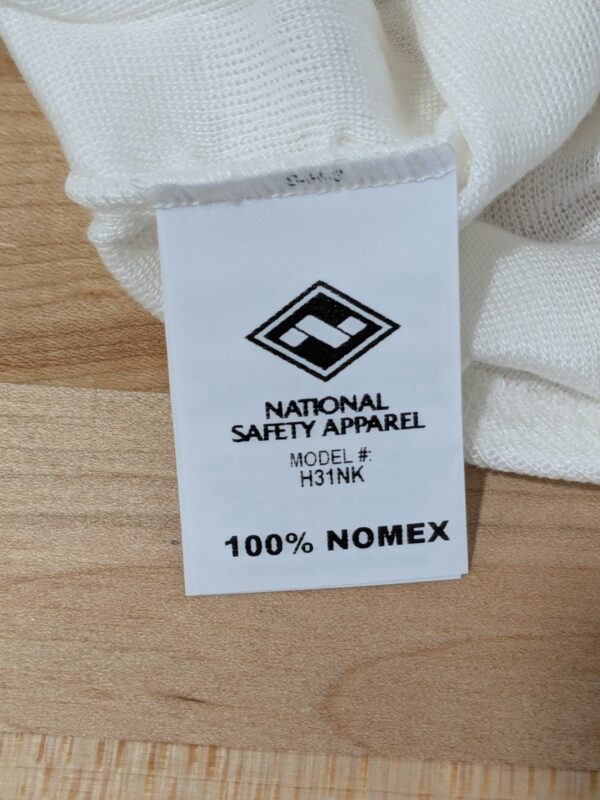 NATIONAL
SAFETY APPAREL
MODEL #:
H31NK
100% NOMEX